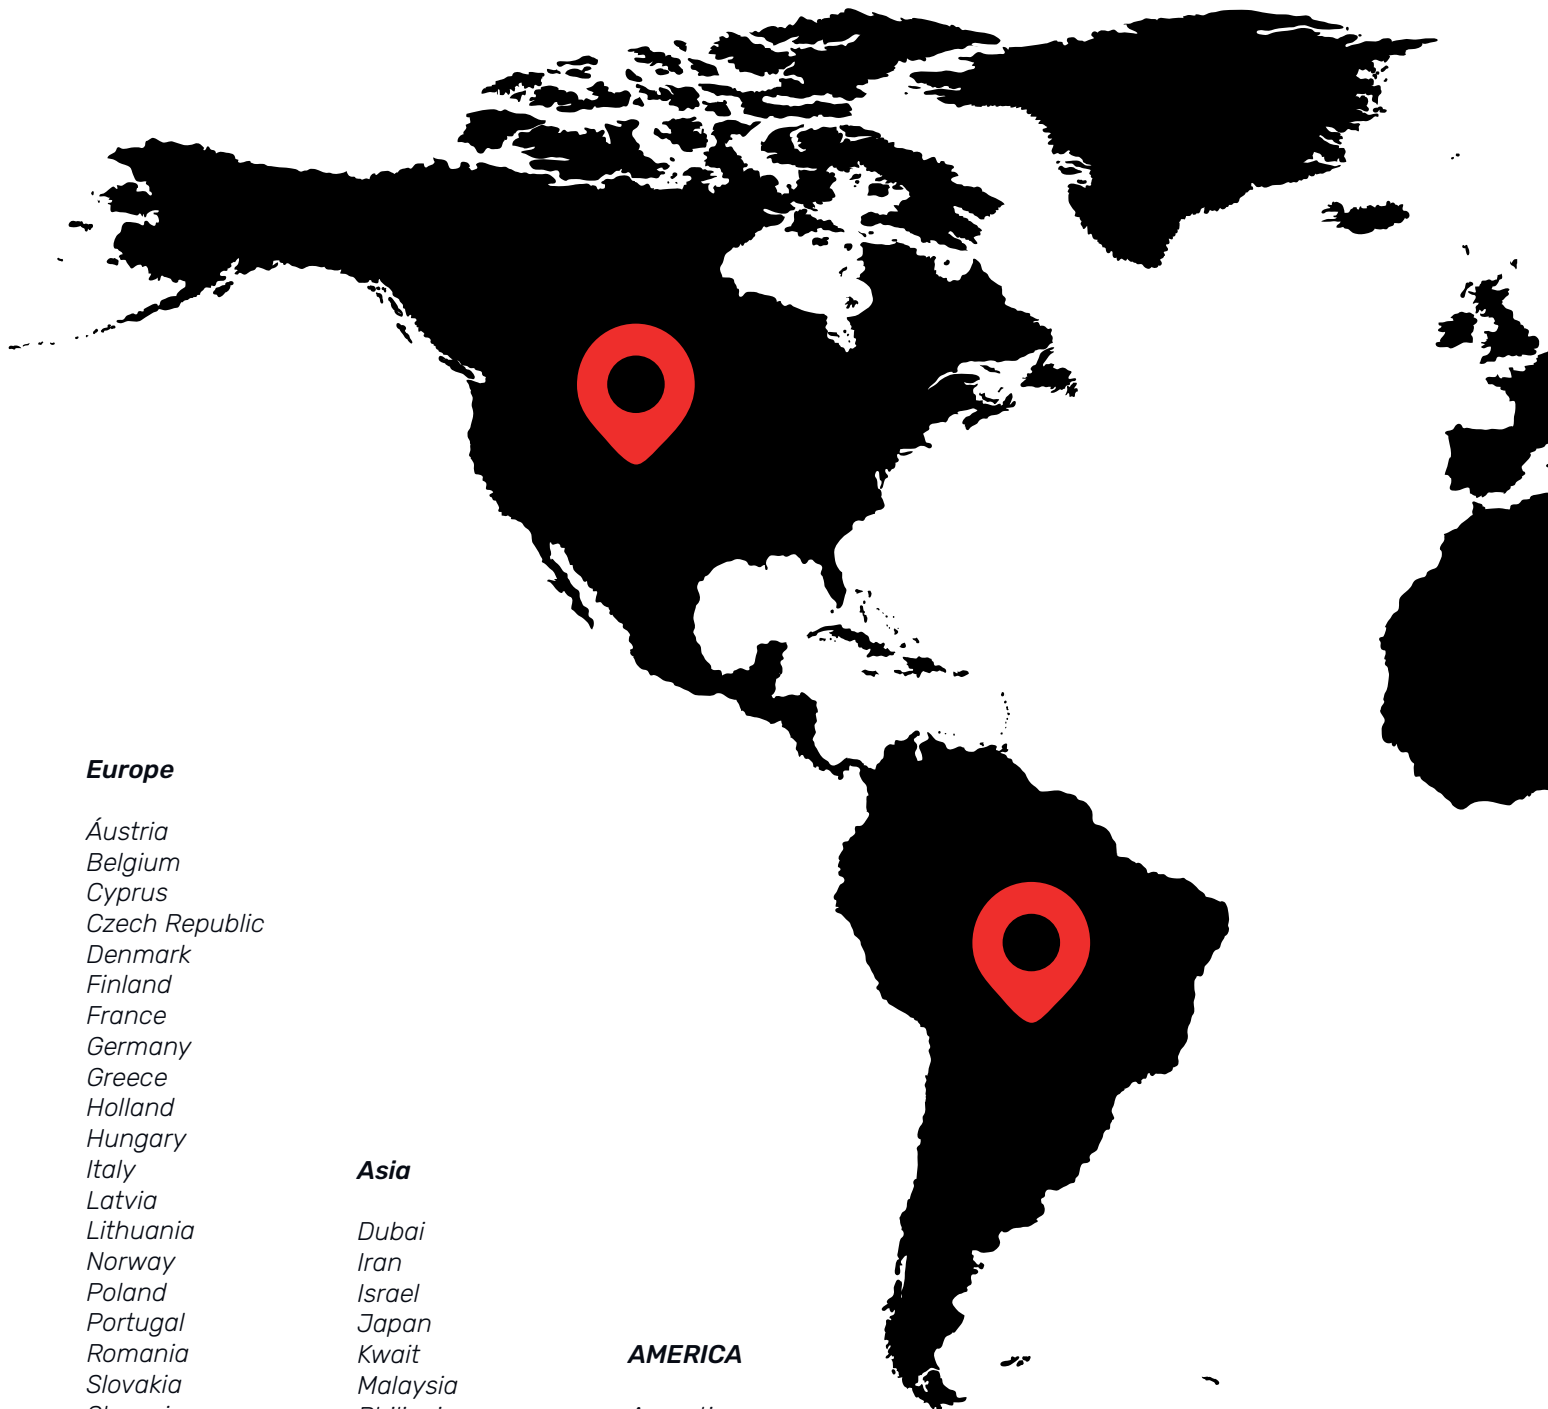 Europe
Áustria
Belgium
Cyprus
Czech Republic
Denmark
Finland
France
Germany
Greece
Holland
Hungary
Italy
Latvia
Lithuania
Norway
Poland
Portugal
Romania
Slovakia
Asia
Dubai
Iran
Israel
Japan
Kwait
Malaysia
AMERICA